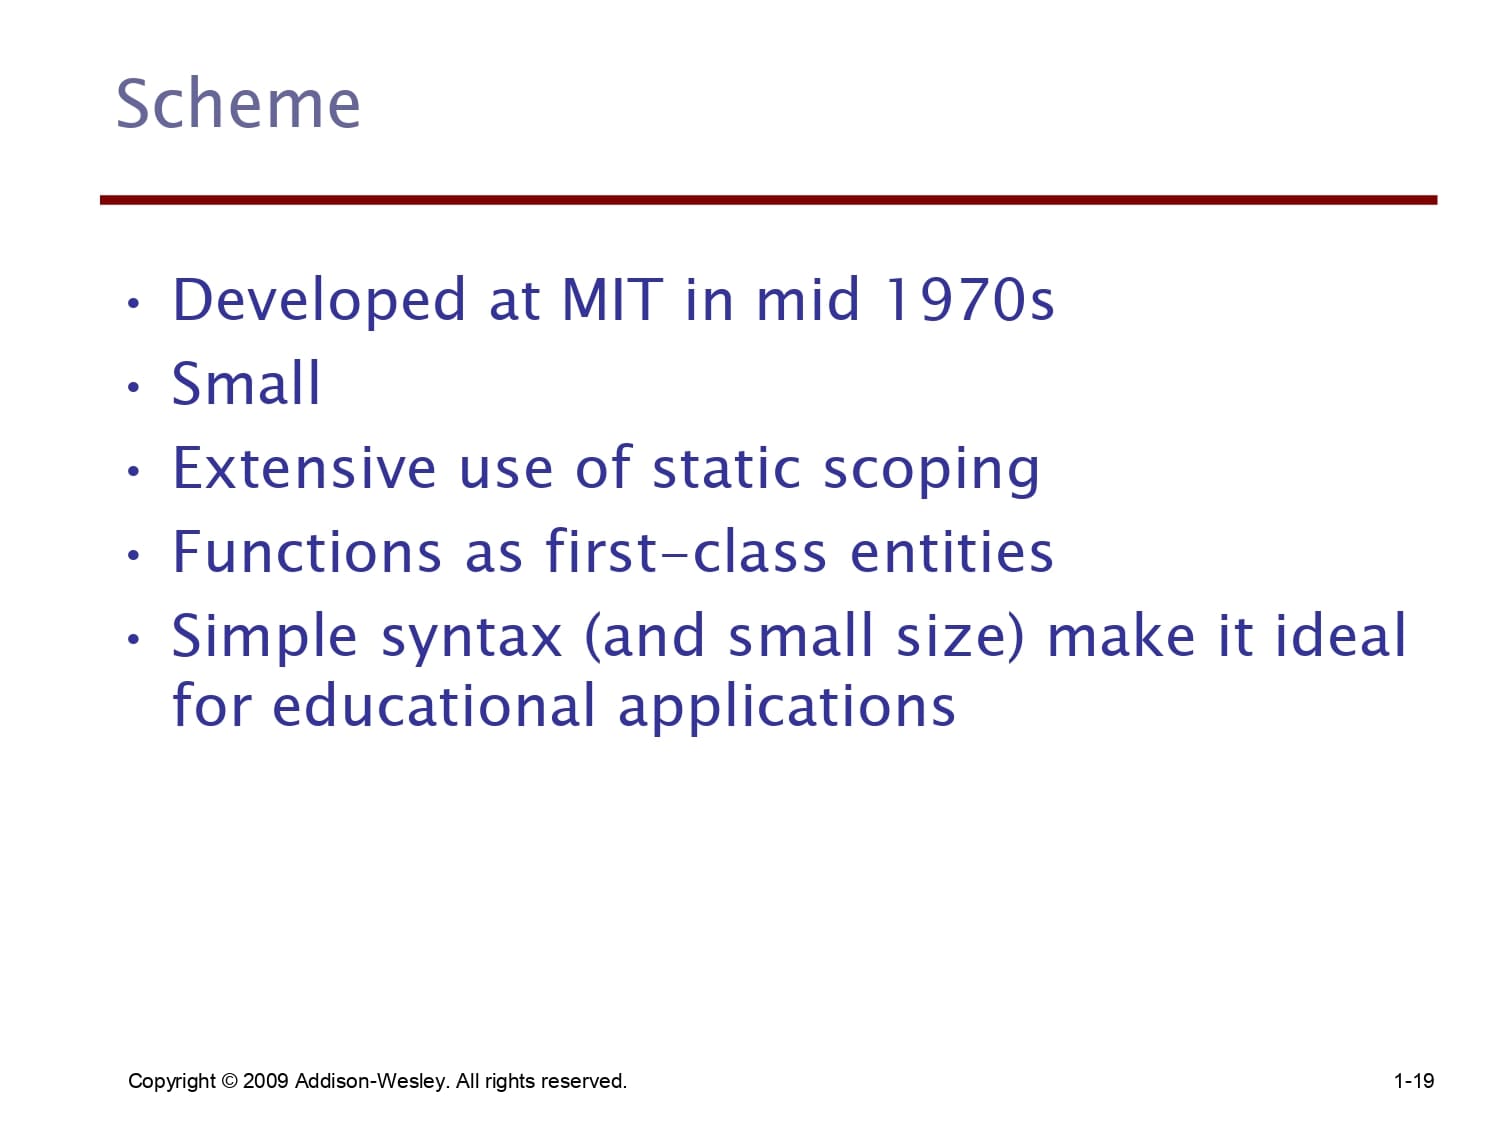 Scheme
• Developed at MIT in mid 1970s
• Small
• Extensive use of static scoping
• Functions as first-class entities
• Simple syntax (and small size) make it ideal
for educational applications
Copyright © 2009 Addison-Wesley. All rights reserved.
1-19